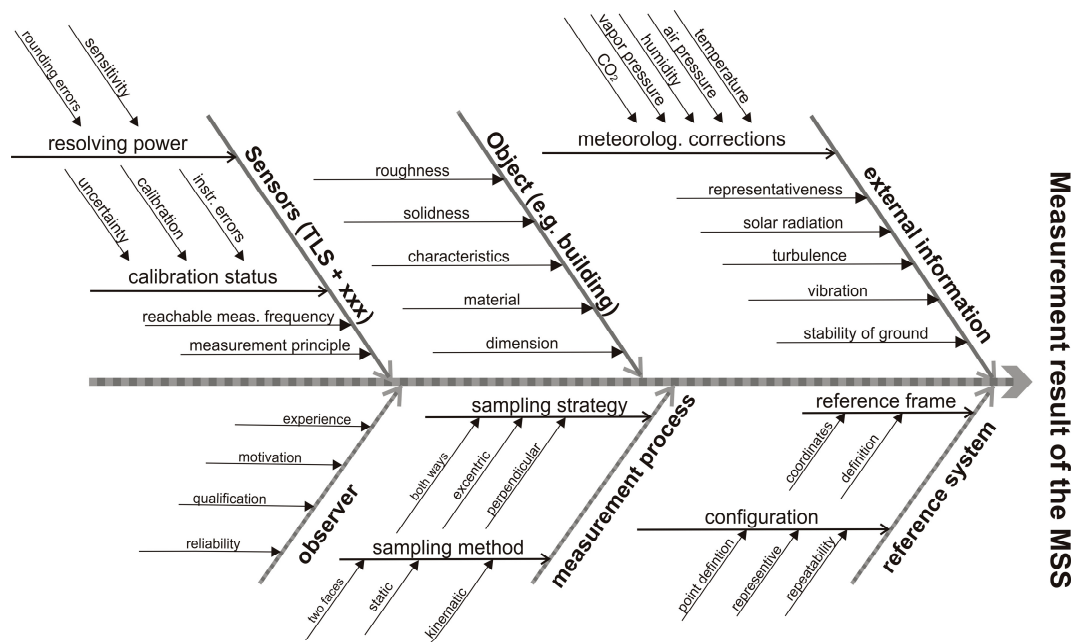 rounding errors
sensitivity
resolving power
uncertainty
calibration
instr. errors
calibration status
reachable meas. frequency
measurement principle
Sensors (TLS + xxx)
roughness
solidness
characteristics
material
dimension
Object (e.g. building)
CO2
vapor pressure
humidity
air pressure
temperature
meteorolog. corrections
representativeness
solar radiation
turbulence
vibration
stability of ground
external information
experience
motivation
qualification
reliability
observer
sampling strategy
both ways
excentric
perpendicular
sampling method
two faces
static
kinematic
measurement process
reference frame
coordinates
definition
configuration
point defintion
representive
repeatability
reference system
Measurement result of the MSS